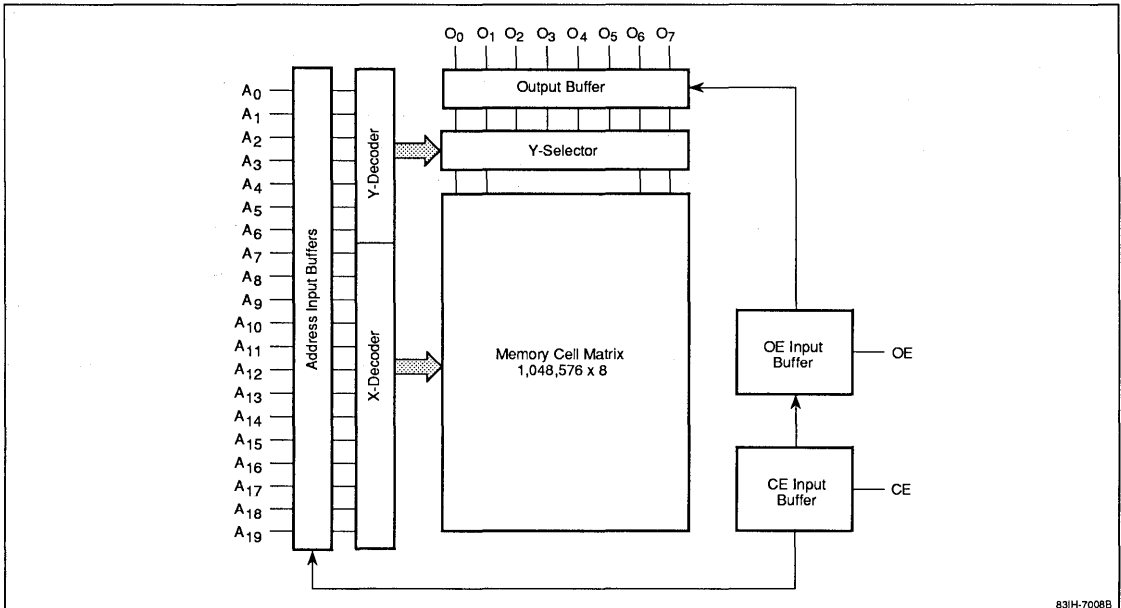 O0 O1 O2 O3 O4 O5 O6 O7
Output Buffer
Y-Selector
A0
A1
A2
A3
A4
A5
A6
A7
A8
A9
A10
A11
A12
A13
A14
A15
A16
A17
A18
A19
Address Input Buffers
Y-Decoder
X-Decoder
Memory Cell Matrix
1,048,576 x 8
OE Input
Buffer
OE
CE Input
Buffer
CE
83IH-7008B